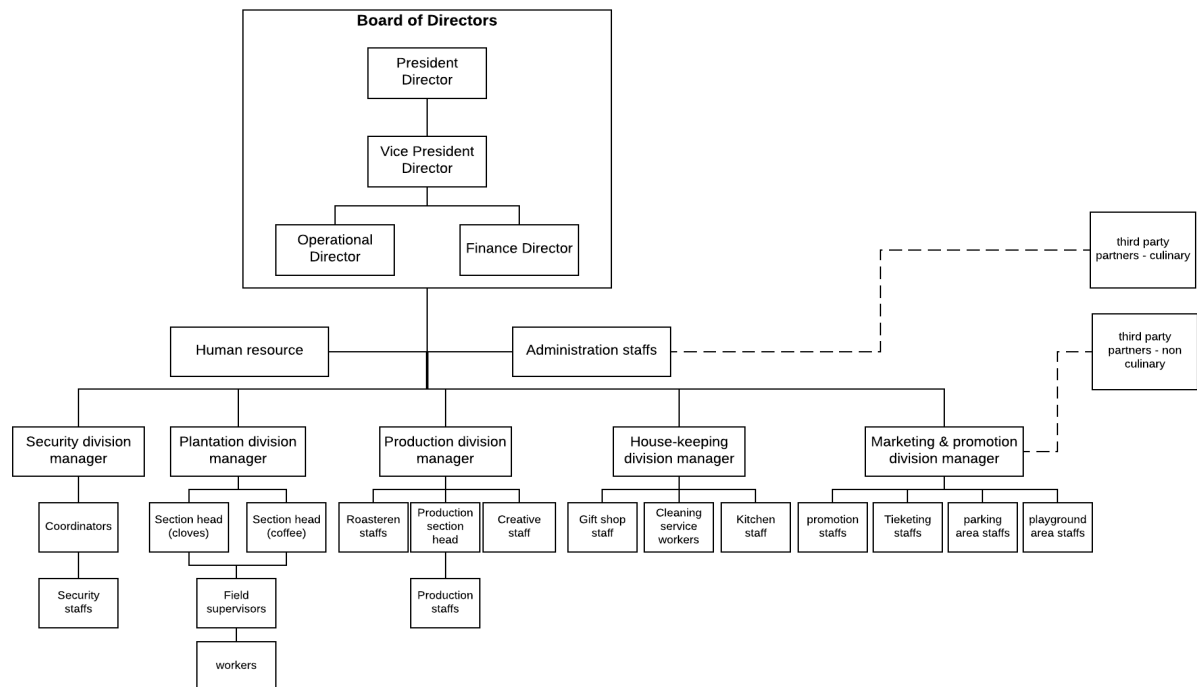 Board of Directors
President
Director
Vice President
Director
Operational
Director
Finance Director
third party
partners - culinary
Human resource
Administration staffs
third party
partners - non
culinary
Security division
manager
Plantation division
manager
Production division
manager
House-keeping
division manager
Marketing & promotion
division manager
Coordinators
Section head
(cloves)
Section head
(coffee)
Roasteren
staffs
Production
section
head
Creative
staff
Gift shop
staff
Cleaning
service
workers
Kitchen
staff
promotion
staffs
Tieketing
staffs
parking
area staffs
playground
area staffs
Security
staffs
Field
supervisors
Production
staffs
workers